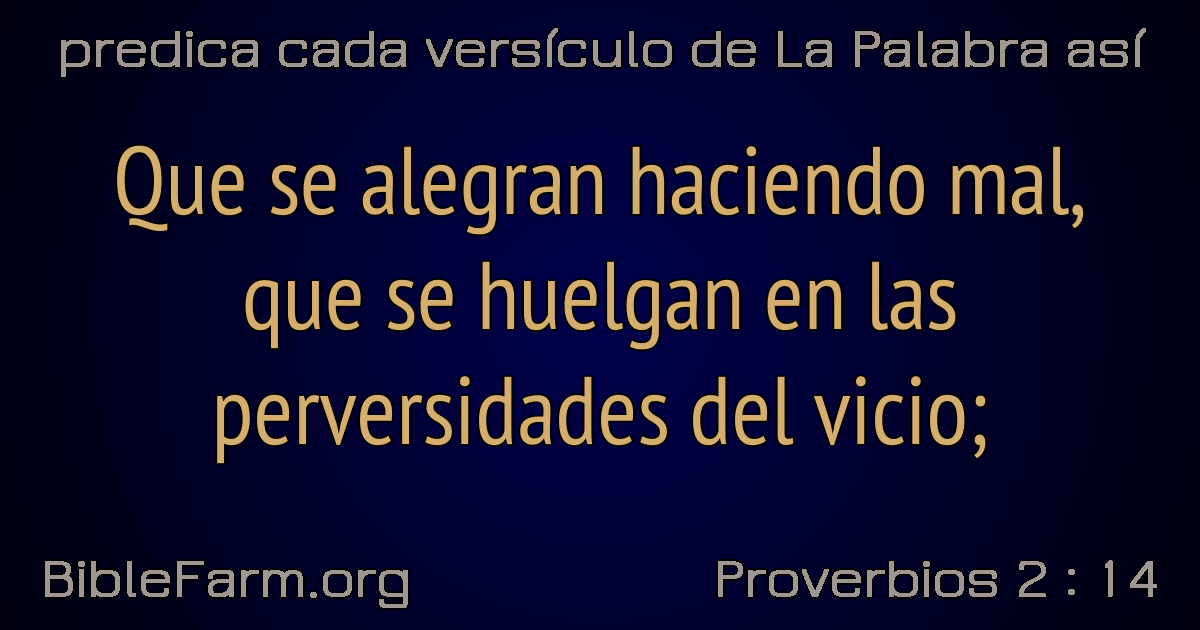 predica cada versículo de La Palabra así
Que se alegran haciendo mal,
que se huelgan en las
perversidades del vicio;
BibleFarm.org
Proverbios 2 : 14